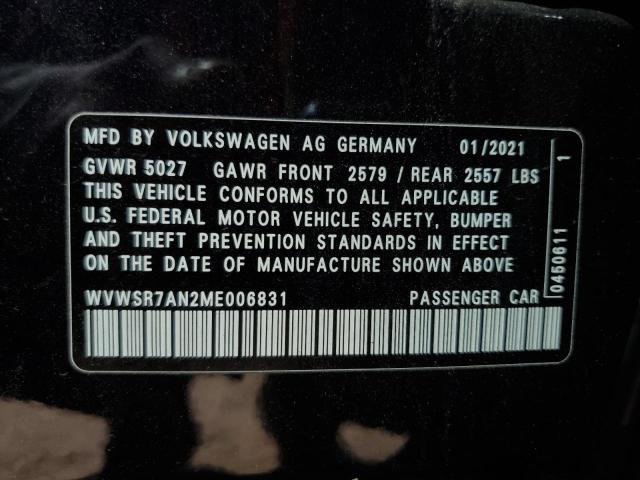 MFD BY VOLKSWAGEN AG GERMANY 01/2021
GVWR 5027 GAWR FRONT 2579 / REAR 2557 LBS
THIS VEHICLE CONFORMS TO ALL APPLICABLE
U.S. FEDERAL MOTOR VEHICLE SAFETY, BUMPER
AND THEFT PREVENTION STANDARDS IN EFFECT
ON THE DATE OF MANUFACTURE SHOWN ABOVE
WVWSR7AN2ME006831 PASSENGER CAR
0450611 1